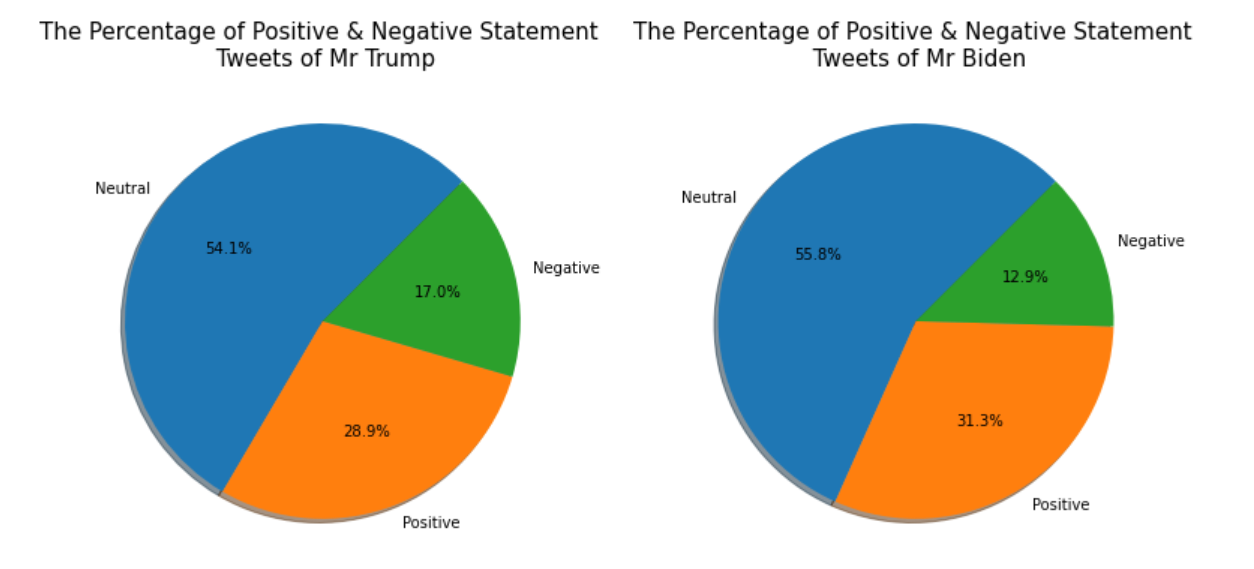 The Percentage of Positive & Negative Statement
Tweets of Mr Trump
Neutral
54.1%
Negative
17.0%
28.9%
Positive
The Percentage of Positive & Negative Statement
Tweets of Mr Biden
Neutral
55.8%
Negative
12.9%
31.3%
Positive